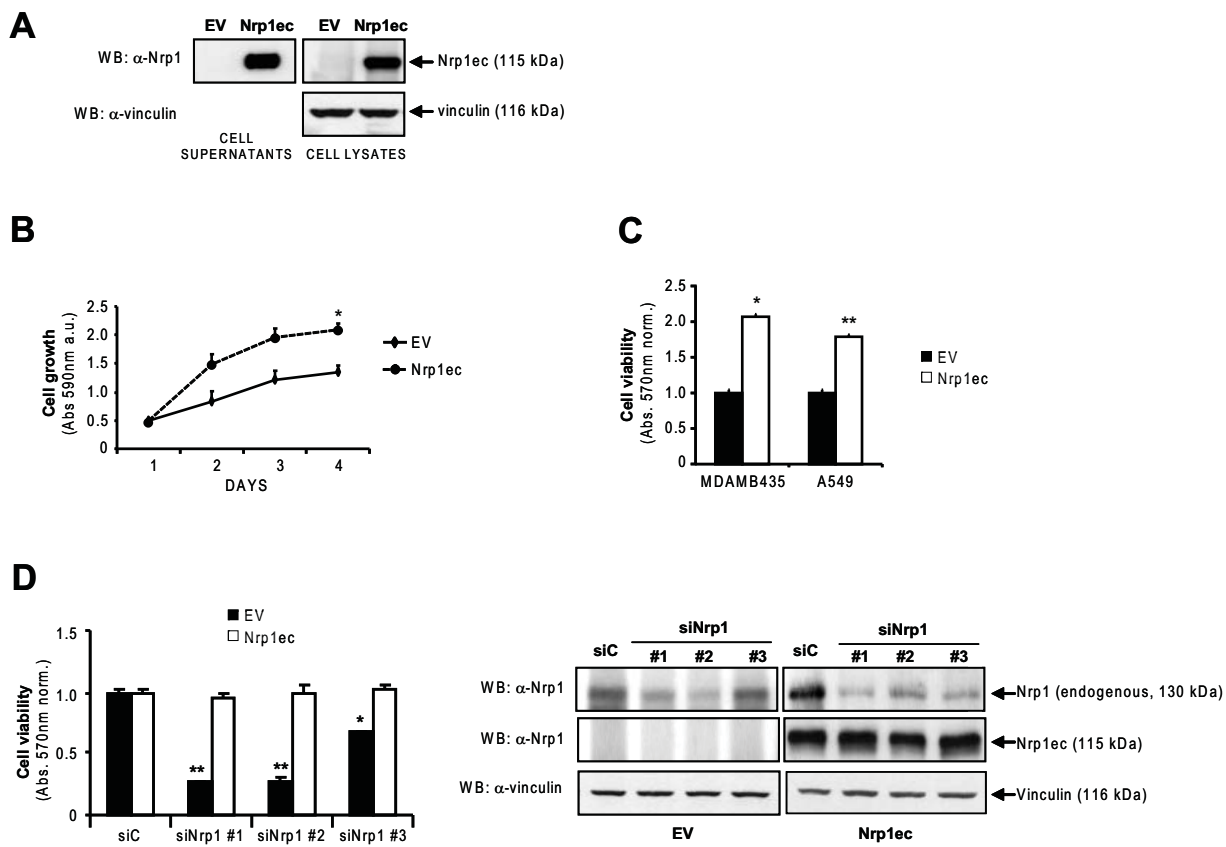 A
EV Nrp1ec EV Nrp1ec
WB: α-Nrp1
Nrp1ec (115 kDa)
WB: α-vinculin
vinculin (116 kDa)
CELL
SUPERNATANTS
CELL LYSATES
B
Cell growth
(Abs 590nm a.u.)
2.5
2.0
1.5
1.0
0.5
0
*
1 2 3 4
DAYS
EV
Nrp1ec
C
Cell viability
(Abs. 570nm norm.)
2.5
2.0
1.5
1.0
0.5
0
*
**
MDAMB435 A549
EV
Nrp1ec
D
EV
Nrp1ec
Cell viability
(Abs. 570nm norm.)
1.5
1.0
0.5
0
** ** *
siC siNrp1 #1 siNrp1 #2 siNrp1 #3
siNrp1 siNrp1
siC #1 #2 #3 siC #1 #2 #3
WB: α-Nrp1
Nrp1 (endogenous, 130 kDa)
WB: α-Nrp1
Nrp1ec (115 kDa)
WB: α-vinculin
Vinculin (116 kDa)
EV Nrp1ec